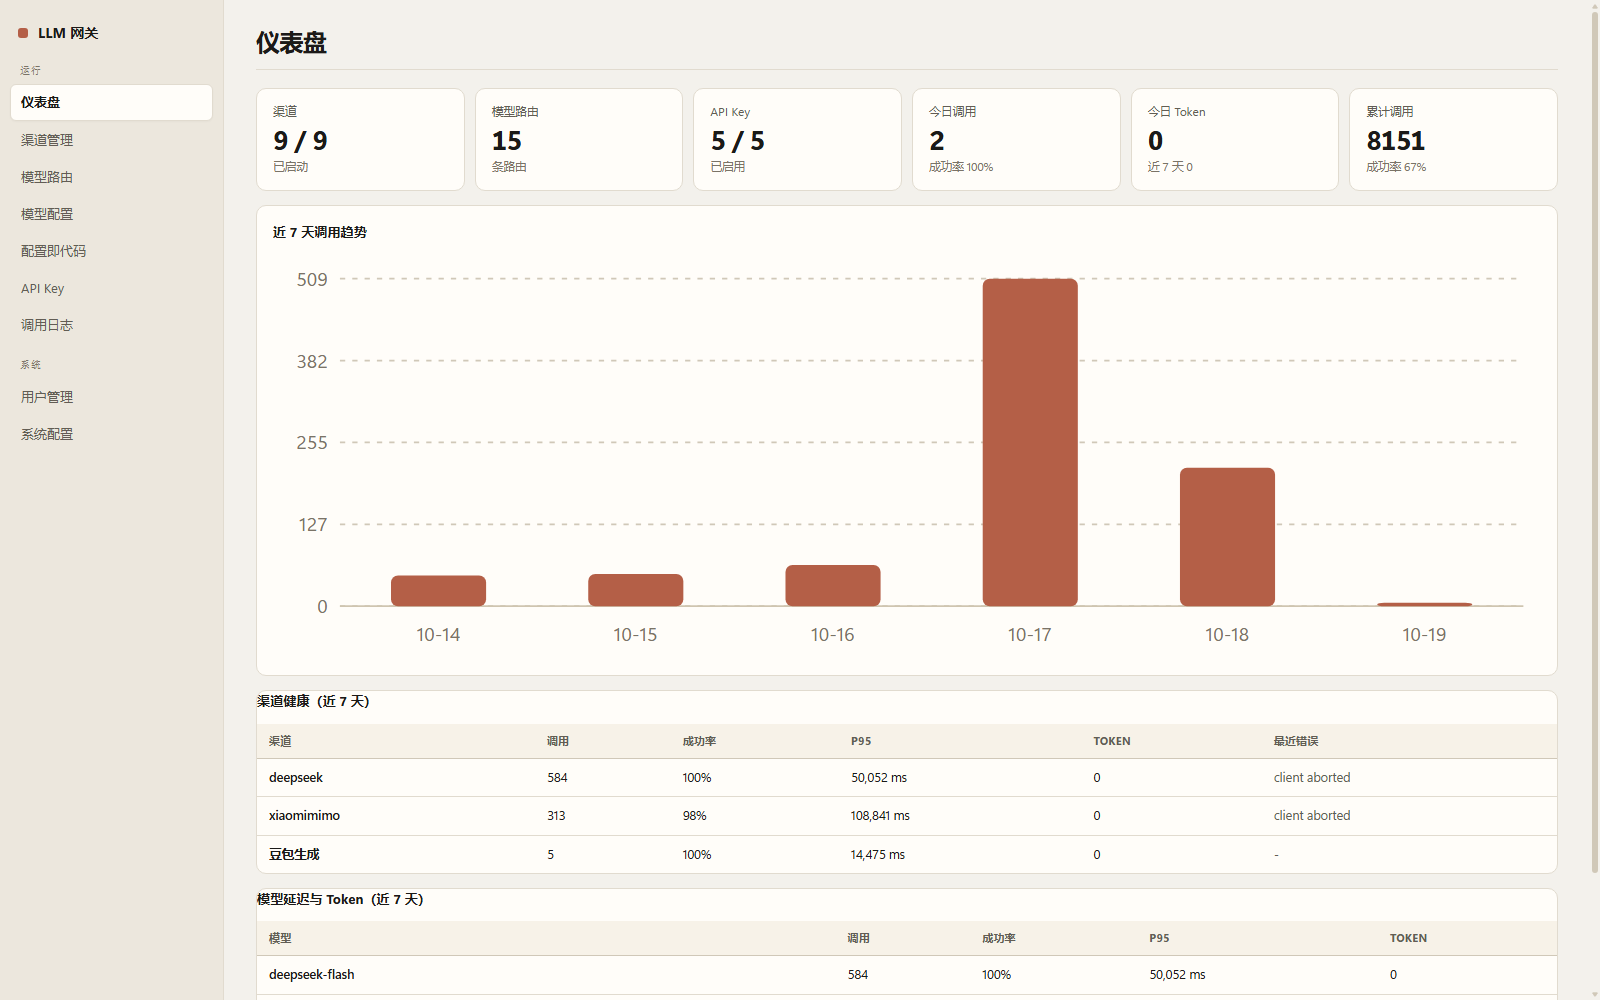 LLM 网关
运行
仪表盘
渠道管理
模型路由
模型配置
配置即代码
API Key
调用日志
系统
用户管理
系统配置
仪表盘
渠道
9 / 9
已启动
模型路由
15
条路由
API Key
5 / 5
已启用
今日调用
2
成功率 100%
今日 Token
0
近 7 天 0
累计调用
8151
成功率 67%
近 7 天调用趋势
509
382
255
127
0
10-14 10-15 10-16 10-17 10-18 10-19
渠道健康（近 7 天）
渠道 调用 成功率 P95 TOKEN 最近错误
deepseek 584 100% 50,052 ms 0 client aborted
xiaomimimo 313 98% 108,841 ms 0 client aborted
豆包生成 5 100% 14,475 ms 0 -
模型延迟与 Token（近 7 天）
模型 调用 成功率 P95 TOKEN
deepseek-flash 584 100% 50,052 ms 0